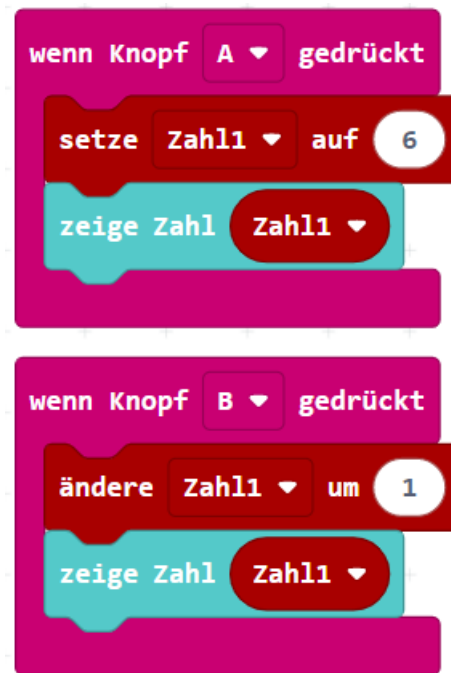 wenn Knopf A gedrückt
setze Zahl1 auf 6
zeige Zahl Zahl1
wenn Knopf B gedrückt
ändere Zahl1 um 1
zeige Zahl Zahl1